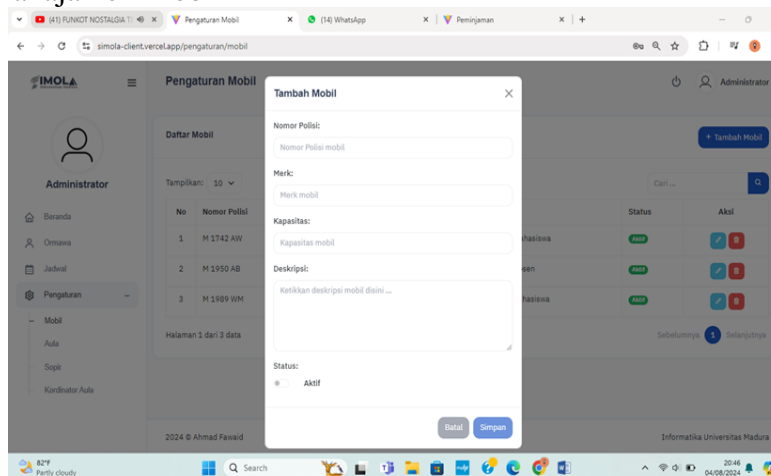 (41) FUNKOT NOSTALGIA T
Pengaturan Mobil
(14) WhatsApp
Peminjaman
simola-client.vercel.app/pengaturan/mobil
IMOLA
Pengaturan Mobil
Administrator
Administrator
Beranda
Ormawa
Jadwal
Pengaturan
Mobil
Aula
Sopir
Kordinator Aula
Daftar Mobil
+ Tambah Mobil
Tampilkan: 10
Cari ...
No Nomor Polisi Status Aksi
1 M 1742 AW ahasiswa Aktif
2 M 1950 AB sen Aktif
3 M 1989 WM hasiswa Aktif
Halaman 1 dari 3 data
Sebelumnya 1 Selanjutnya
Tambah Mobil
Nomor Polisi:
Nomor Polisi mobil
Merk:
Merk mobil
Kapasitas:
Kapasitas mobil
Deskripsi:
Ketikkan deskripsi mobil disini ...
Status:
Aktif
Batal Simpan
2024 © Ahmad Fawaid
Informatika Universitas Madura
82°F
Partly cloudy
Search
20:46
04/08/2024